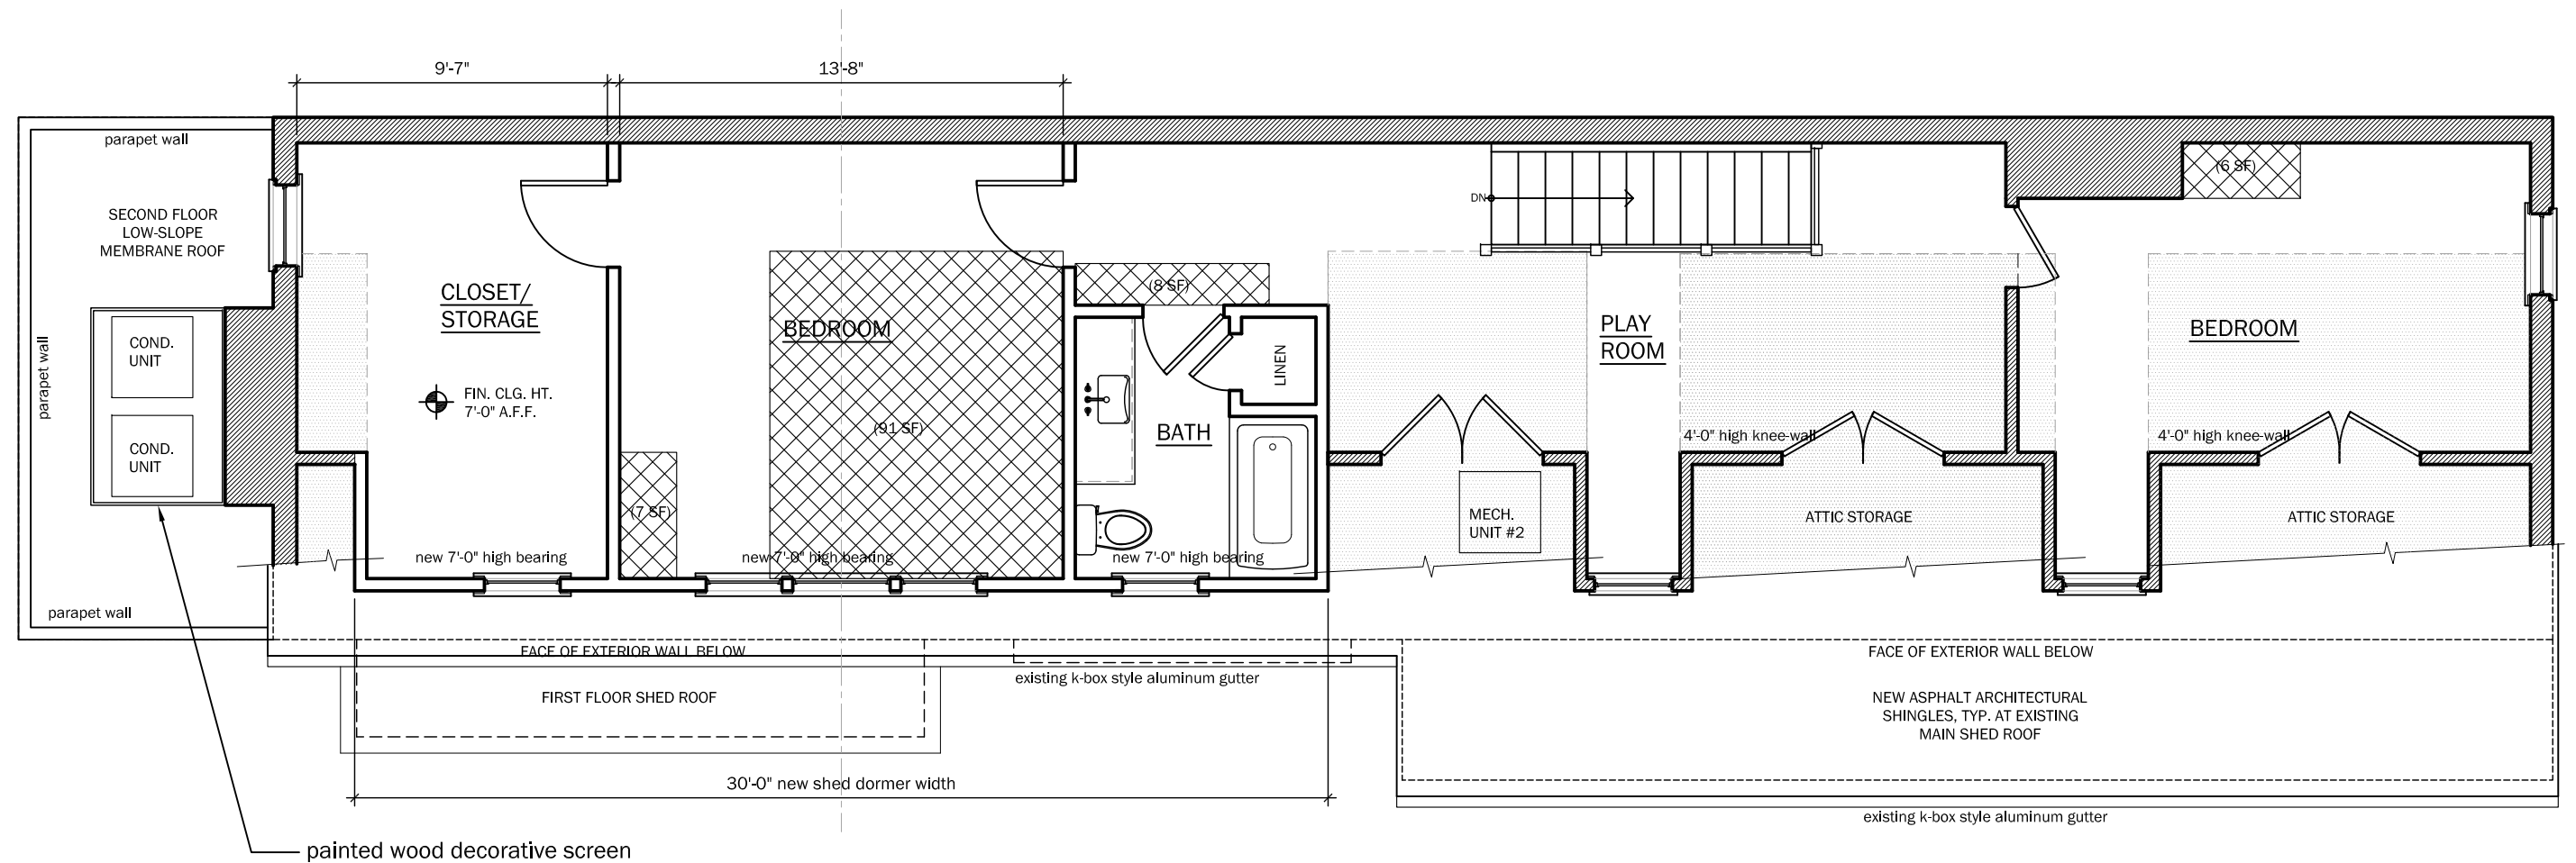 9'-7"
13'-8"
parapet wall
SECOND FLOOR
LOW-SLOPE
MEMBRANE ROOF
DN
(6 SF)
CLOSET/
STORAGE
(8 SF)
BEDROOM
PLAY
ROOM
BEDROOM
parapet wall
COND.
UNIT
LINEN
FIN. CLG. HT.
7'-0" A.F.F.
(91 SF)
BATH
4'-0" high knee-wall
4'-0" high knee-wall
COND.
UNIT
(7 SF)
MECH.
UNIT #2
ATTIC STORAGE
ATTIC STORAGE
new 7'-0" high bearing
new 7'-0" high bearing
new 7'-0" high bearing
parapet wall
FACE OF EXTERIOR WALL BELOW
FACE OF EXTERIOR WALL BELOW
existing k-box style aluminum gutter
FIRST FLOOR SHED ROOF
NEW ASPHALT ARCHITECTURAL
SHINGLES, TYP. AT EXISTING
MAIN SHED ROOF
30'-0" new shed dormer width
existing k-box style aluminum gutter
painted wood decorative screen